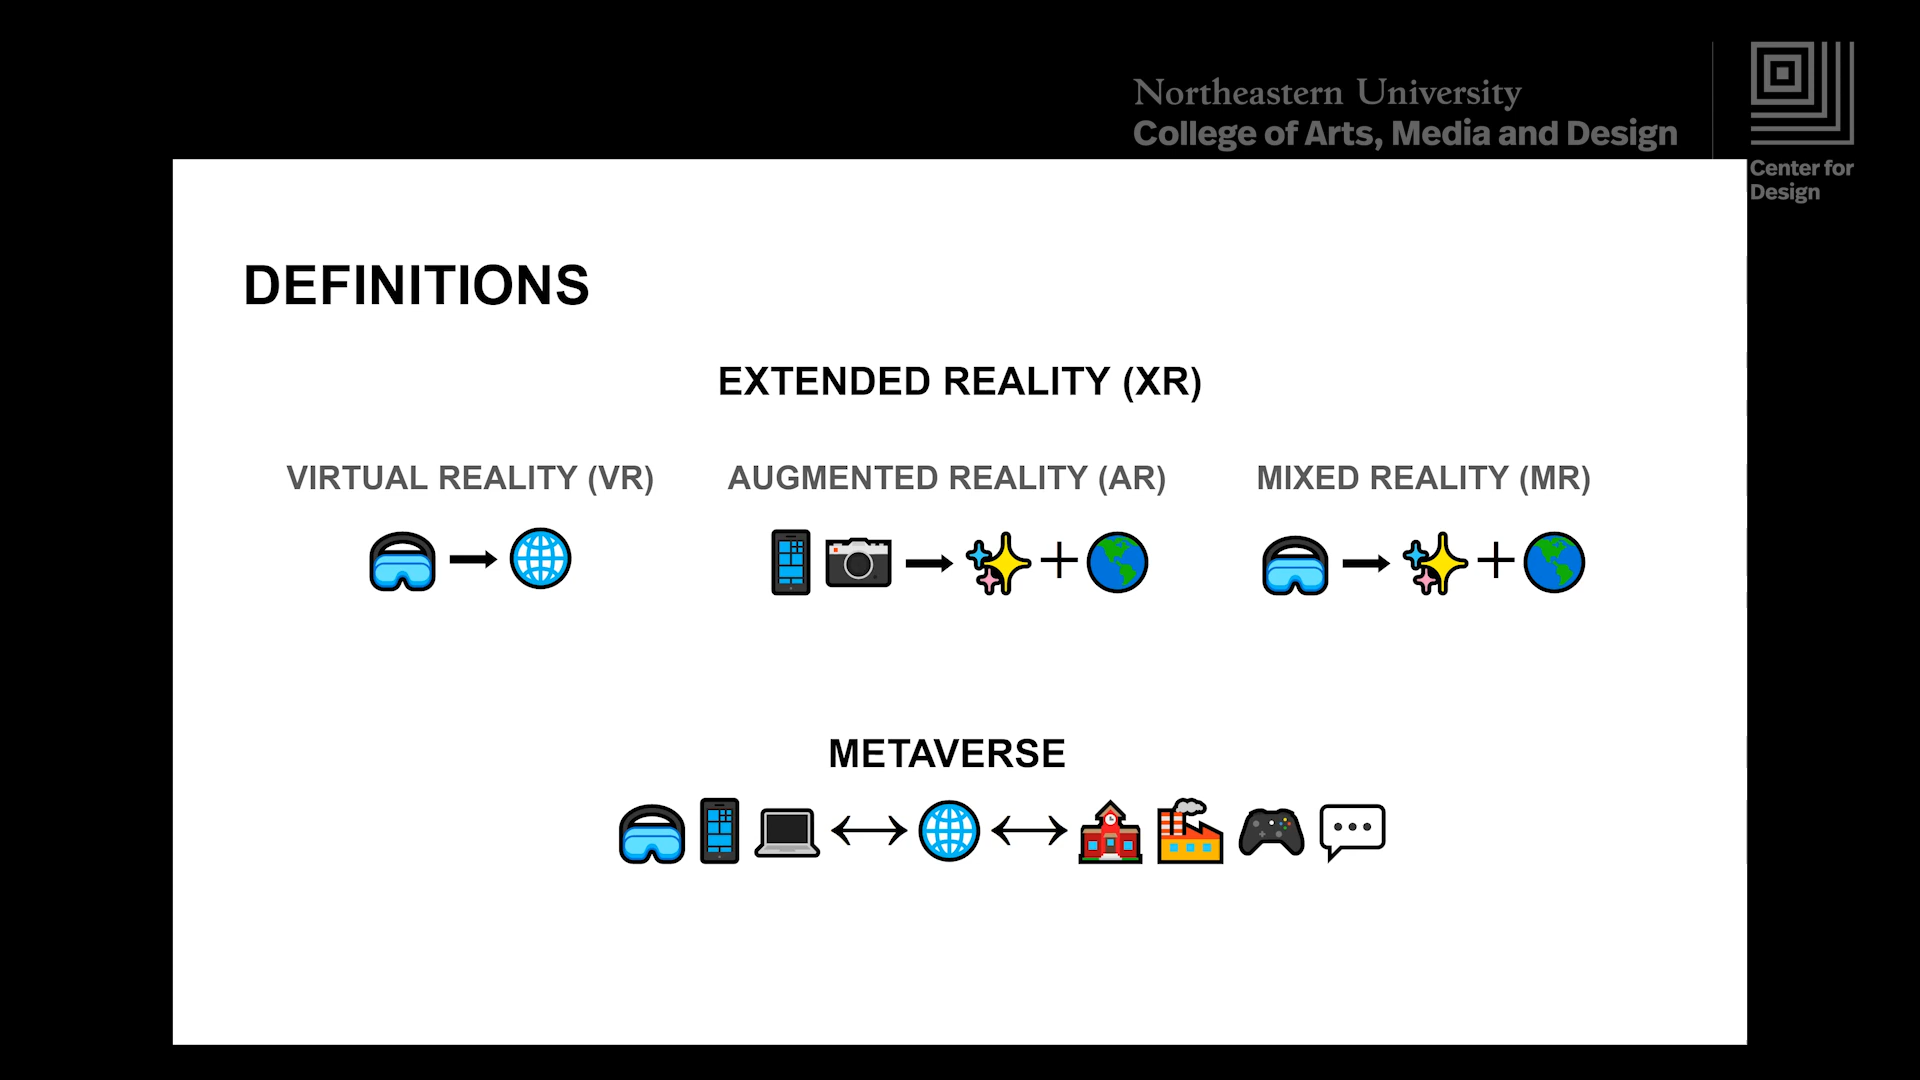 Northeastern University
College of Arts, Media and Design
Center for
Design
DEFINITIONS
EXTENDED REALITY (XR)
VIRTUAL REALITY (VR)
AUGMENTED REALITY (AR)
MIXED REALITY (MR)
METAVERSE